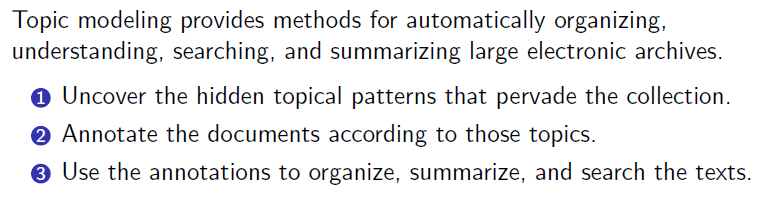 Topic modeling provides methods for automatically organizing,
understanding, searching, and summarizing large electronic archives.
1 Uncover the hidden topical patterns that pervade the collection.
2 Annotate the documents according to those topics.
3 Use the annotations to organize, summarize, and search the texts.